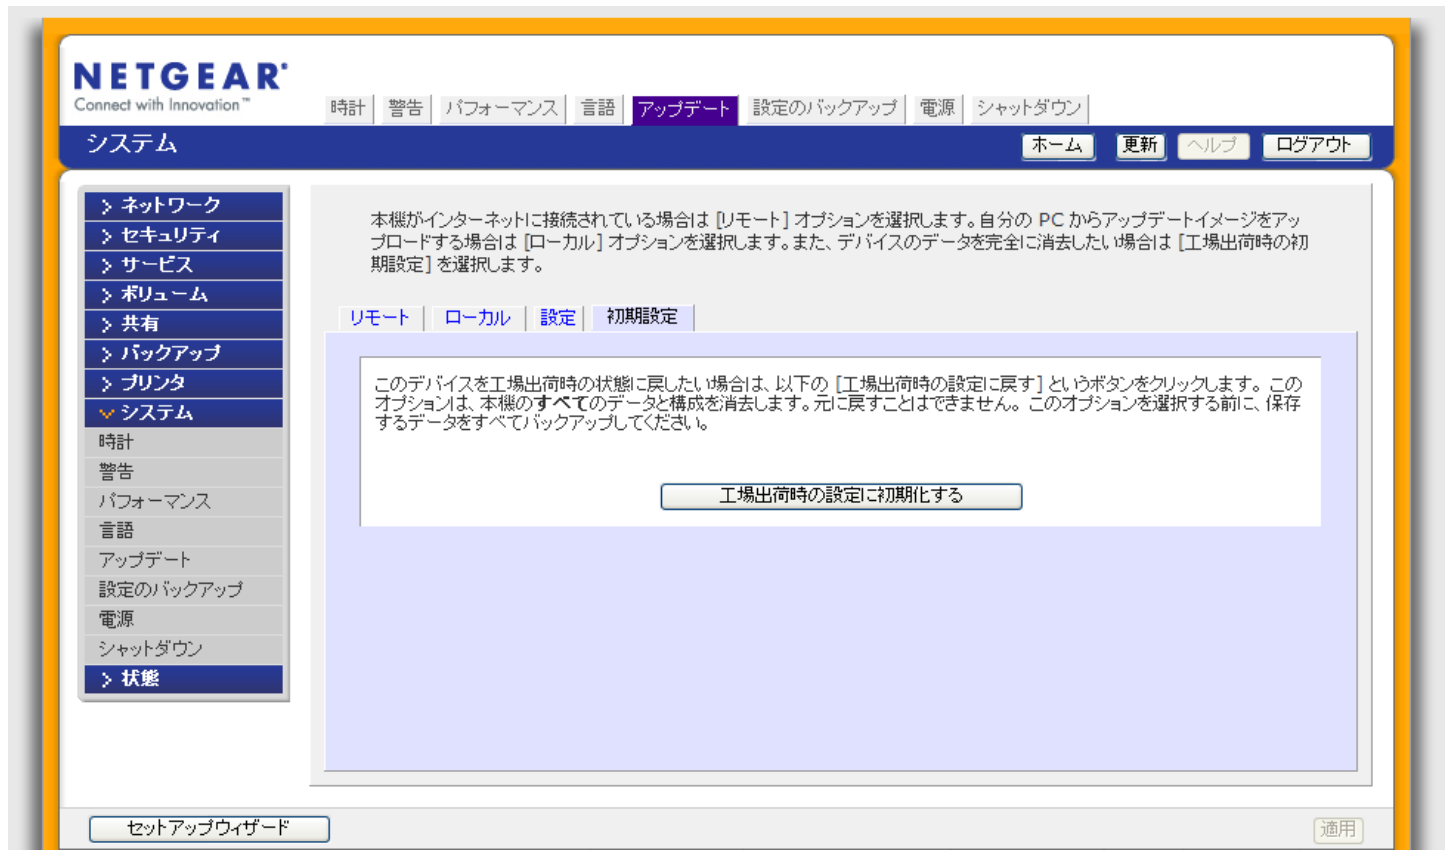 NETGEAR®
Connect with Innovation™
時計 警告 パフォーマンス 言語 アップデート 設定のバックアップ 電源 シャットダウン
システム
ホーム 更新 ヘルプ ログアウト
> ネットワーク
> セキュリティ
> サービス
> ボリューム
> 共有
> バックアップ
> プリンタ
システム
時計
警告
パフォーマンス
言語
アップデート
設定のバックアップ
電源
シャットダウン
> 状態
本機がインターネットに接続されている場合は [リモート] オプションを選択します。自分の PC からアップデートイメージをアッ
プロードする場合は [ローカル] オプションを選択します。また、デバイスのデータを完全に消去したい場合は [工場出荷時の初
期設定] を選択します。
リモート ローカル 設定 初期設定
このデバイスを工場出荷時の状態に戻したい場合は、以下の [工場出荷時の設定に戻す] というボタンをクリックします。この
オプションは、本機のすべてのデータと構成を消去します。元に戻すことはできません。このオプションを選択する前に、保存
するデータをすべてバックアップしてください。
工場出荷時の設定に初期化する
セットアップウィザード
適用